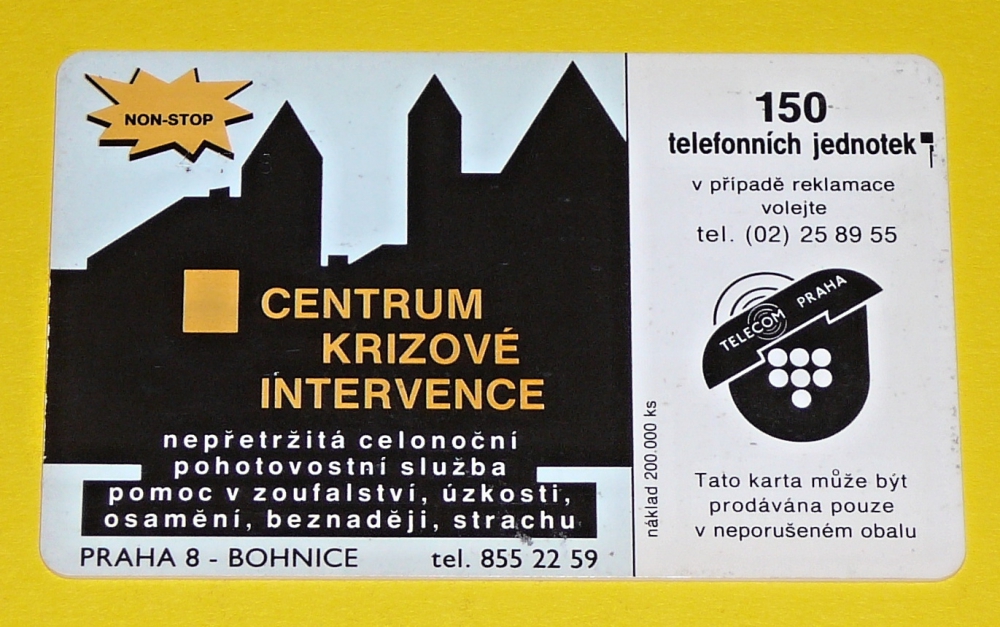 NON-STOP
CENTRUM
KRIZOVÉ
INTERVENCE
nepřetržitá celonoční
pohotovostní služba
pomoc v zoufalství, úzkosti,
osamění, beznaději, strachu
PRAHA 8 - BOHNICE tel. 855 22 59
150
telefonních jednotek
v případě reklamace
volejte
tel. (02) 25 89 55
TELECOM PRAHA
náklad 200.000 ks
Tato karta může být
prodávána pouze
v neporušeném obalu